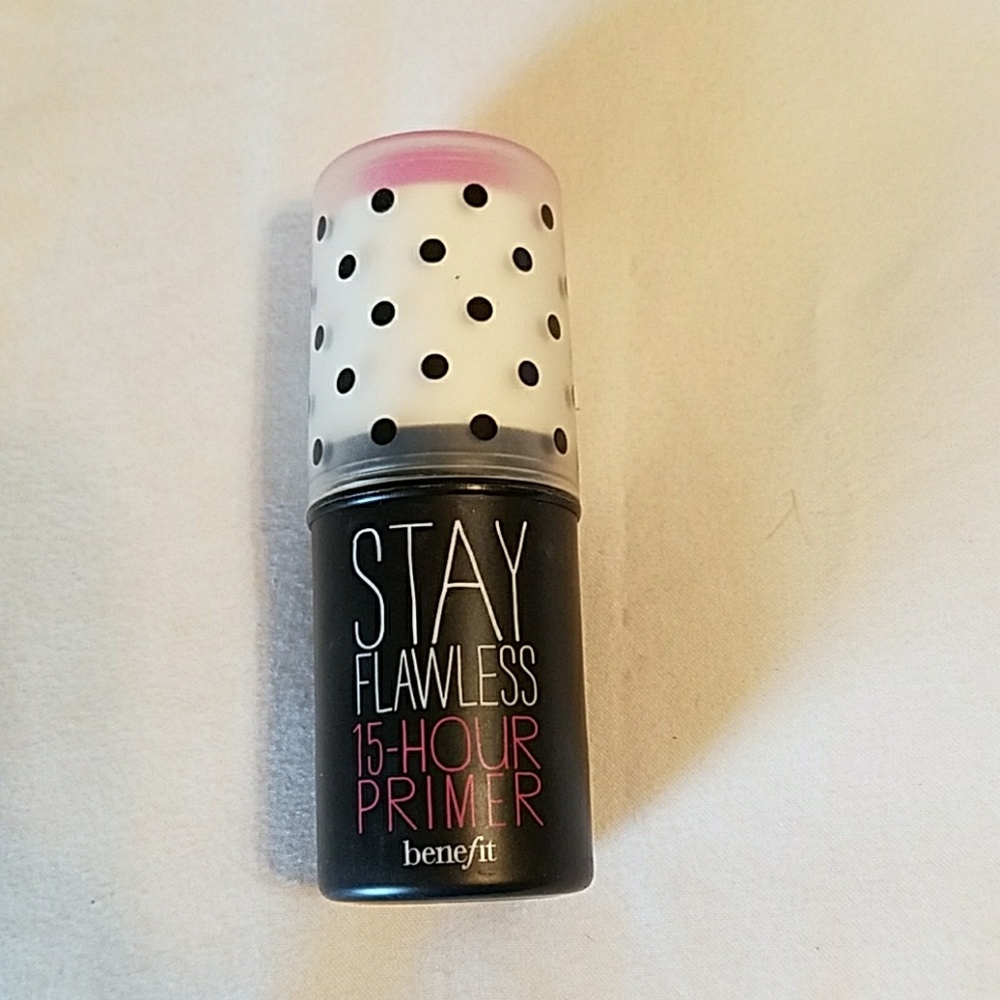 STAY
FLAWLESS
15-HOUR
PRIMER
benefit